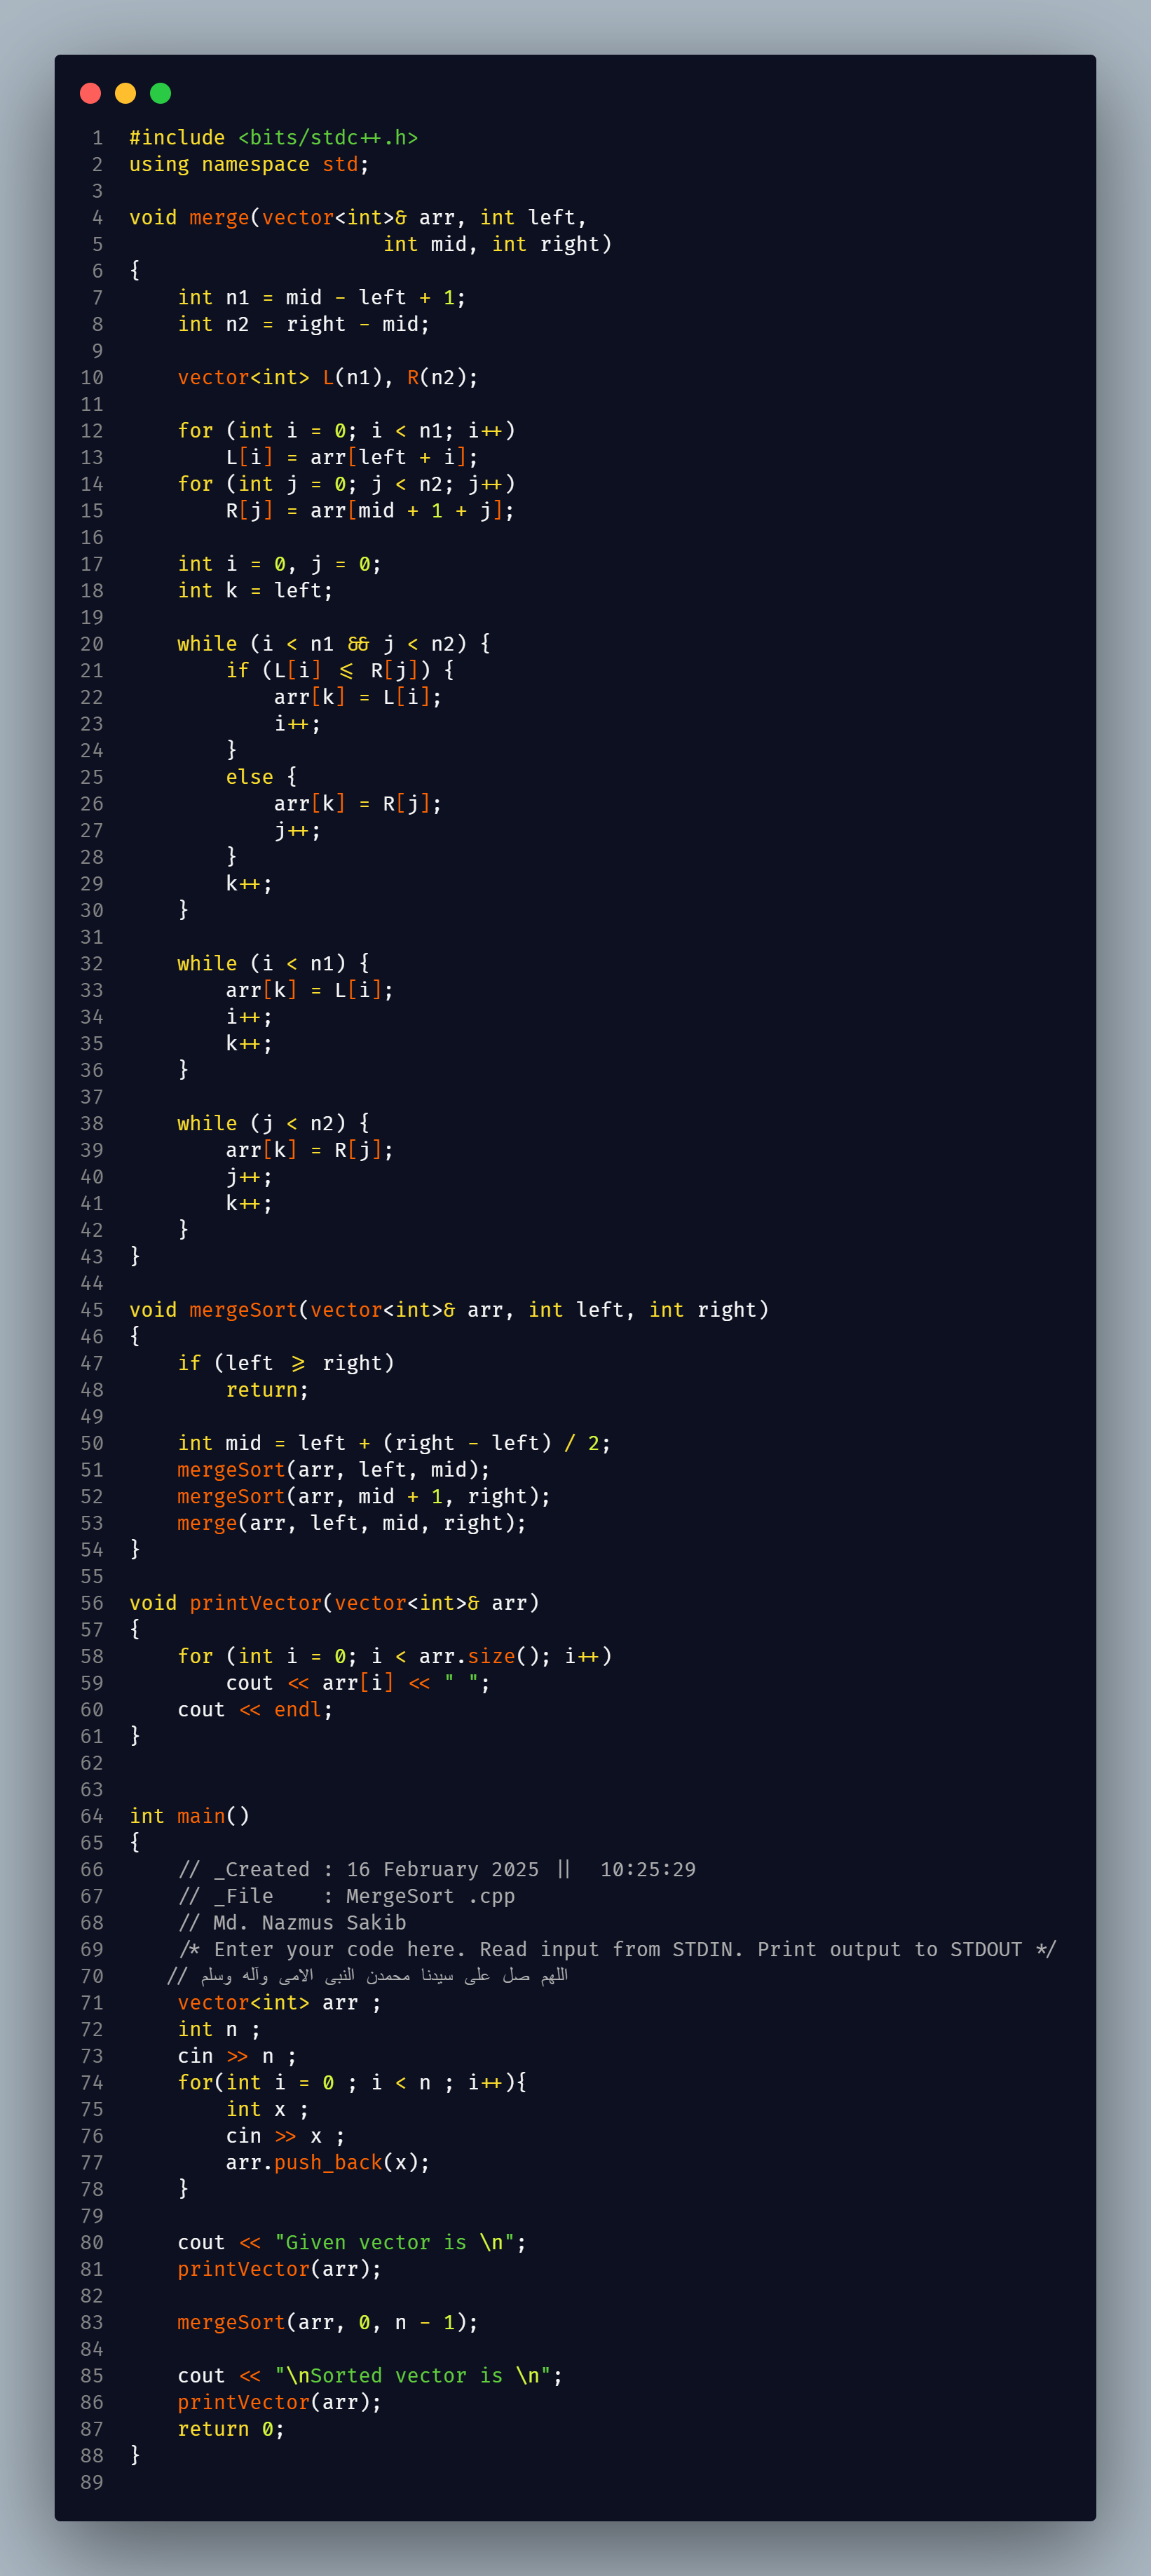 1 #include <bits/stdc++.h>
2 using namespace std;
3
4 void merge(vector<int>& arr, int left,
5                      int mid, int right)
6 {
7     int n1 = mid - left + 1;
8     int n2 = right - mid;
9
10     vector<int> L(n1), R(n2);
11
12     for (int i = 0; i < n1; i++)
13         L[i] = arr[left + i];
14     for (int j = 0; j < n2; j++)
15         R[j] = arr[mid + 1 + j];
16
17     int i = 0, j = 0;
18     int k = left;
19
20     while (i < n1 && j < n2) {
21         if (L[i] <= R[j]) {
22             arr[k] = L[i];
23             i++;
24         }
25         else {
26             arr[k] = R[j];
27             j++;
28         }
29         k++;
30     }
31
32     while (i < n1) {
33         arr[k] = L[i];
34         i++;
35         k++;
36     }
37
38     while (j < n2) {
39         arr[k] = R[j];
40         j++;
41         k++;
42     }
43 }
44
45 void mergeSort(vector<int>& arr, int left, int right)
46 {
47     if (left >= right)
48         return;
49
50     int mid = left + (right - left) / 2;
51     mergeSort(arr, left, mid);
52     mergeSort(arr, mid + 1, right);
53     merge(arr, left, mid, right);
54 }
55
56 void printVector(vector<int>& arr)
57 {
58     for (int i = 0; i < arr.size(); i++)
59         cout << arr[i] << " ";
60     cout << endl;
61 }
62
63
64 int main()
65 {
66     // _Created : 16 February 2025 ||  10:25:29
67     // _File    : MergeSort .cpp
68     // Md. Nazmus Sakib
69     /* Enter your code here. Read input from STDIN. Print output to STDOUT */
70    // اللهم صل على سيدنا محمدن النبى الامى وآله وسلم
71     vector<int> arr ;
72     int n ;
73     cin >> n ;
74     for(int i = 0 ; i < n ; i++){
75         int x ;
76         cin >> x ;
77         arr.push_back(x);
78     }
79
80     cout << "Given vector is \n";
81     printVector(arr);
82
83     mergeSort(arr, 0, n - 1);
84
85     cout << "\nSorted vector is \n";
86     printVector(arr);
87     return 0;
88 }
89